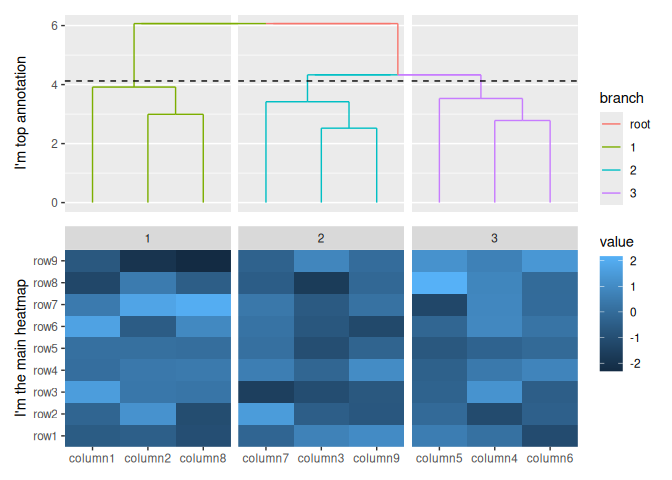 I'm top annotation
6
4
2
0
branch
root
1
2
3
1
2
3
I'm the main heatmap
row9
row8
row7
row6
row5
row4
row3
row2
row1
value
2
1
0
-1
-2
column1 column2 column8 column7 column3 column9 column5 column4 column6